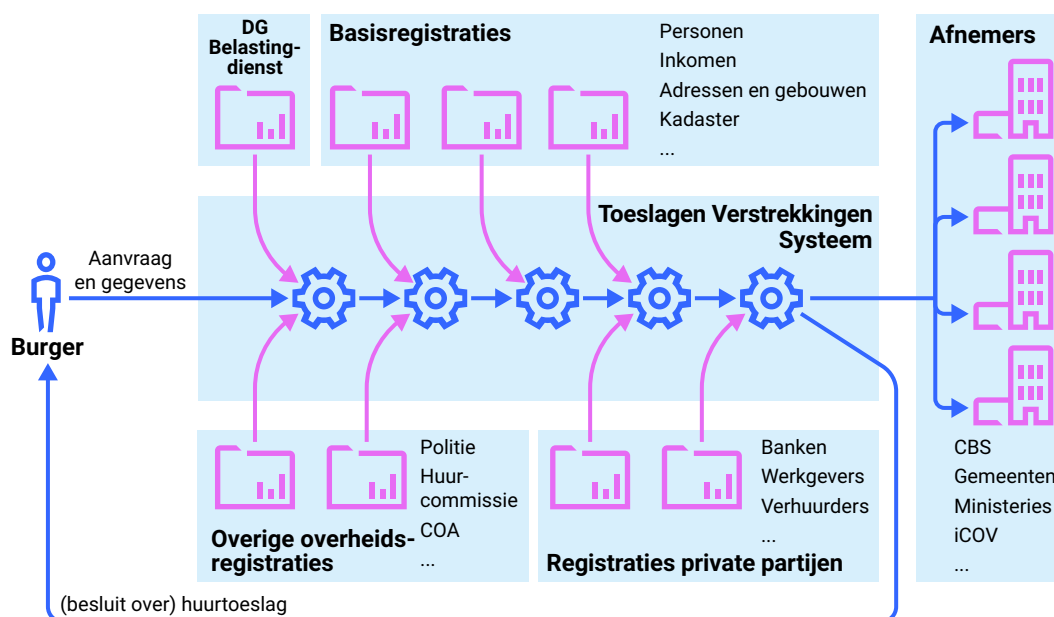 DG
Belasting-
dienst
Basisregistraties
Personen
Inkomen
Adressen en gebouwen
Kadaster
...
Afnemers
Toeslagen Verstrekkingen
Systeem
Aanvraag
en gegevens
Burger
Politie
Huur-
commissie
COA
...
Overige overheids-
registraties
Banken
Werkgevers
Verhuurders
...
Registraties private partijen
CBS
Gemeenten
Ministeries
iCOV
...
(besluit over) huurtoeslag